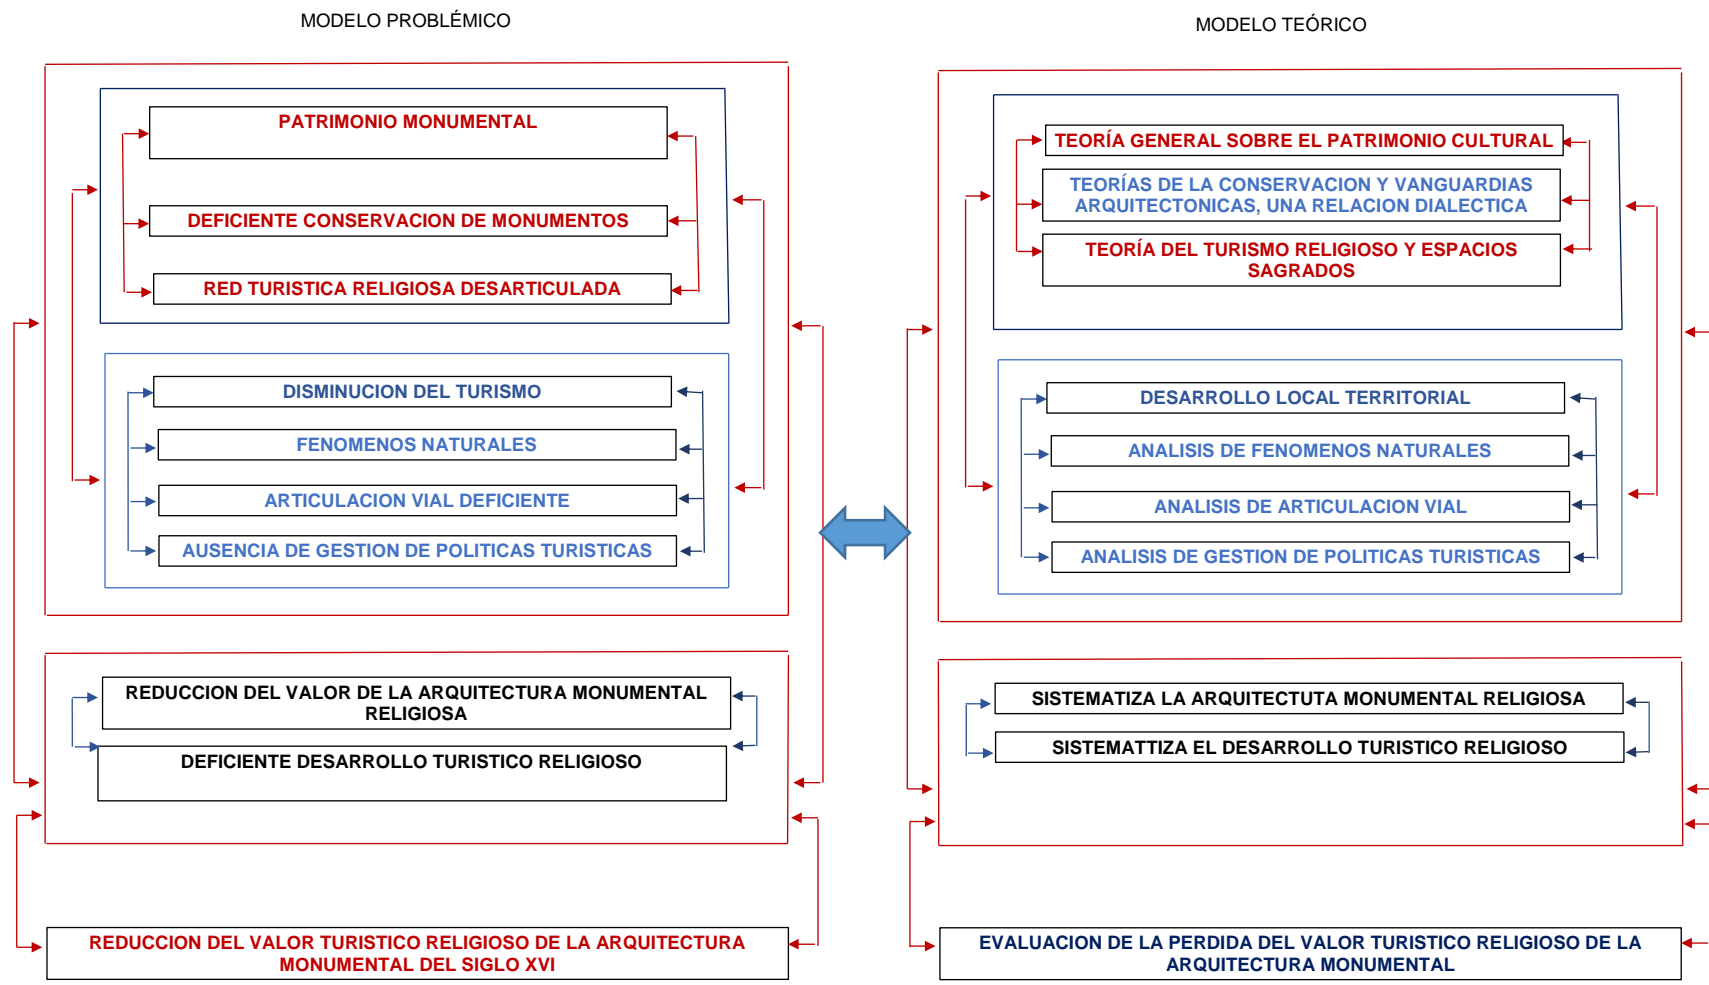 MODELO PROBLÉMICO
PATRIMONIO MONUMENTAL
DEFICIENTE CONSERVACION DE MONUMENTOS
RED TURISTICA RELIGIOSA DESARTICULADA
DISMINUCION DEL TURISMO
FENOMENOS NATURALES
ARTICULACION VIAL DEFICIENTE
AUSENCIA DE GESTION DE POLITICAS TURISTICAS
REDUCCION DEL VALOR DE LA ARQUITECTURA MONUMENTAL
RELIGIOSA
DEFICIENTE DESARROLLO TURISTICO RELIGIOSO
REDUCCION DEL VALOR TURISTICO RELIGIOSO DE LA ARQUITECTURA
MONUMENTAL DEL SIGLO XVI
MODELO TEÓRICO
TEORÍA GENERAL SOBRE EL PATRIMONIO CULTURAL
TEORÍAS DE LA CONSERVACION Y VANGUARDIAS
ARQUITECTONICAS, UNA RELACION DIALECTICA
TEORÍA DEL TURISMO RELIGIOSO Y ESPACIOS
SAGRADOS
DESARROLLO LOCAL TERRITORIAL
ANALISIS DE FENOMENOS NATURALES
ANALISIS DE ARTICULACION VIAL
ANALISIS DE GESTION DE POLITICAS TURISTICAS
SISTEMATIZA LA ARQUITECTUTA MONUMENTAL RELIGIOSA
SISTEMATTIZA EL DESARROLLO TURISTICO RELIGIOSO
EVALUACION DE LA PERDIDA DEL VALOR TURISTICO RELIGIOSO DE LA
ARQUITECTURA MONUMENTAL